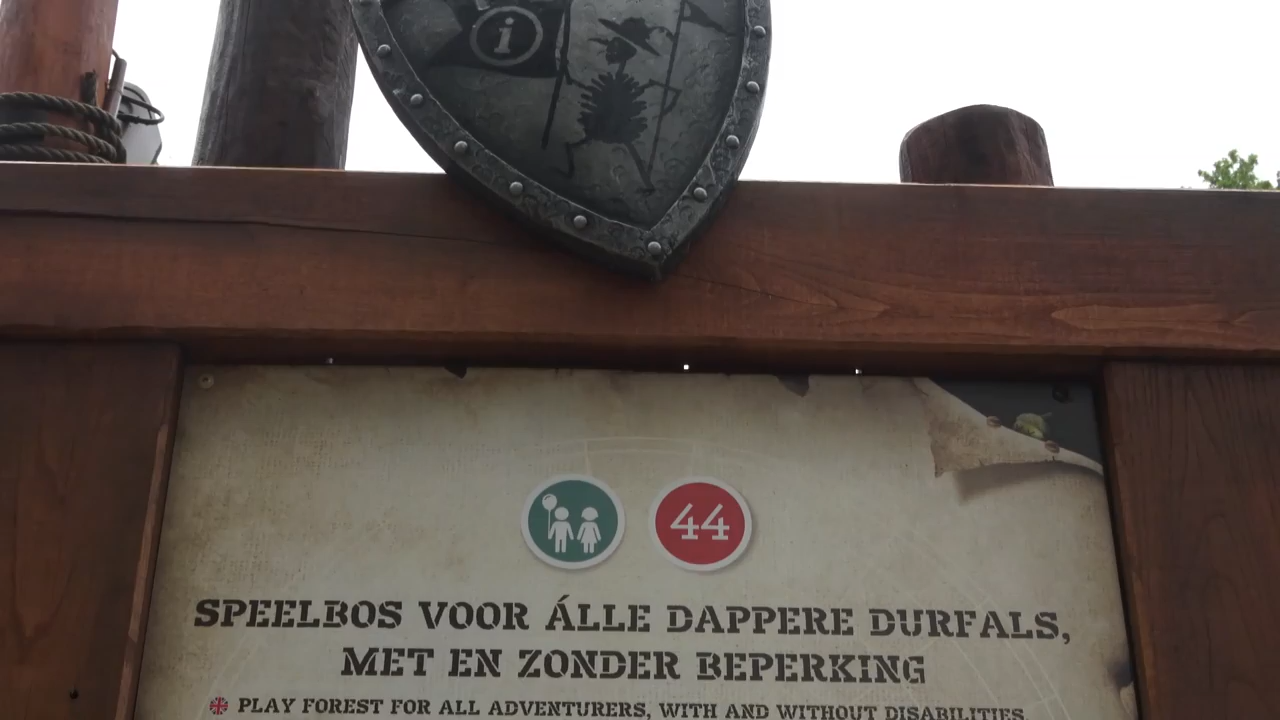 i
44
SPEELBOS VOOR ÁLLE DAPPERE DURFALS,
MET EN ZONDER BEPERKING
PLAY FOREST FOR ALL ADVENTURERS, WITH AND WITHOUT DISABILITIES.